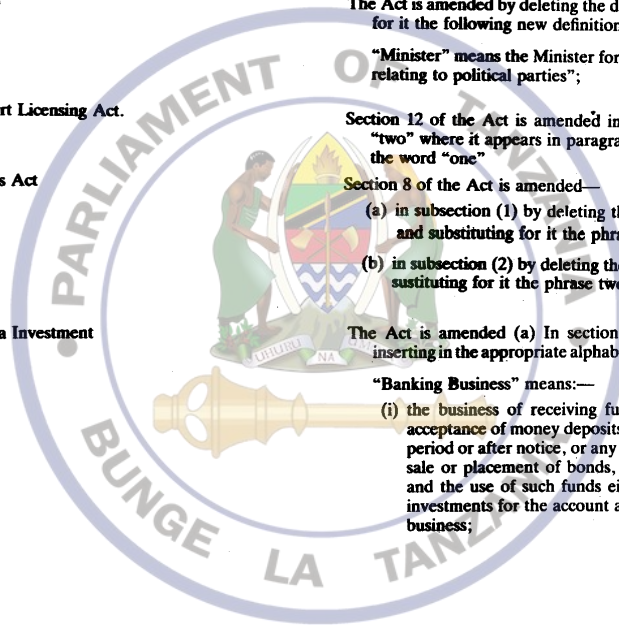 The Act is amended by deleting the d
for it the following new definition
“Minister” means the Minister for
relating to political parties”;
rt Licensing Act.
Section 12 of the Act is amended in
“two” where it appears in paragra
the word “one”
s Act
Section 8 of the Act is amended—
(a) in subsection (1) by deleting th
and substituting for it the phra
(b) in subsection (2) by deleting the
sustituting for it the phrase two
a Investment
The Act is amended (a) In section
inserting in the appropriate alphab
“Banking Business” means:—
(i) the business of receiving fu
acceptance of money deposits
period or after notice, or any
sale or placement of bonds,
and the use of such funds ei
investments for the account a
business;
PARLIAMENT OF TANZANIA
BUNGE LA TANZANIA
UHURU NA UMOJA